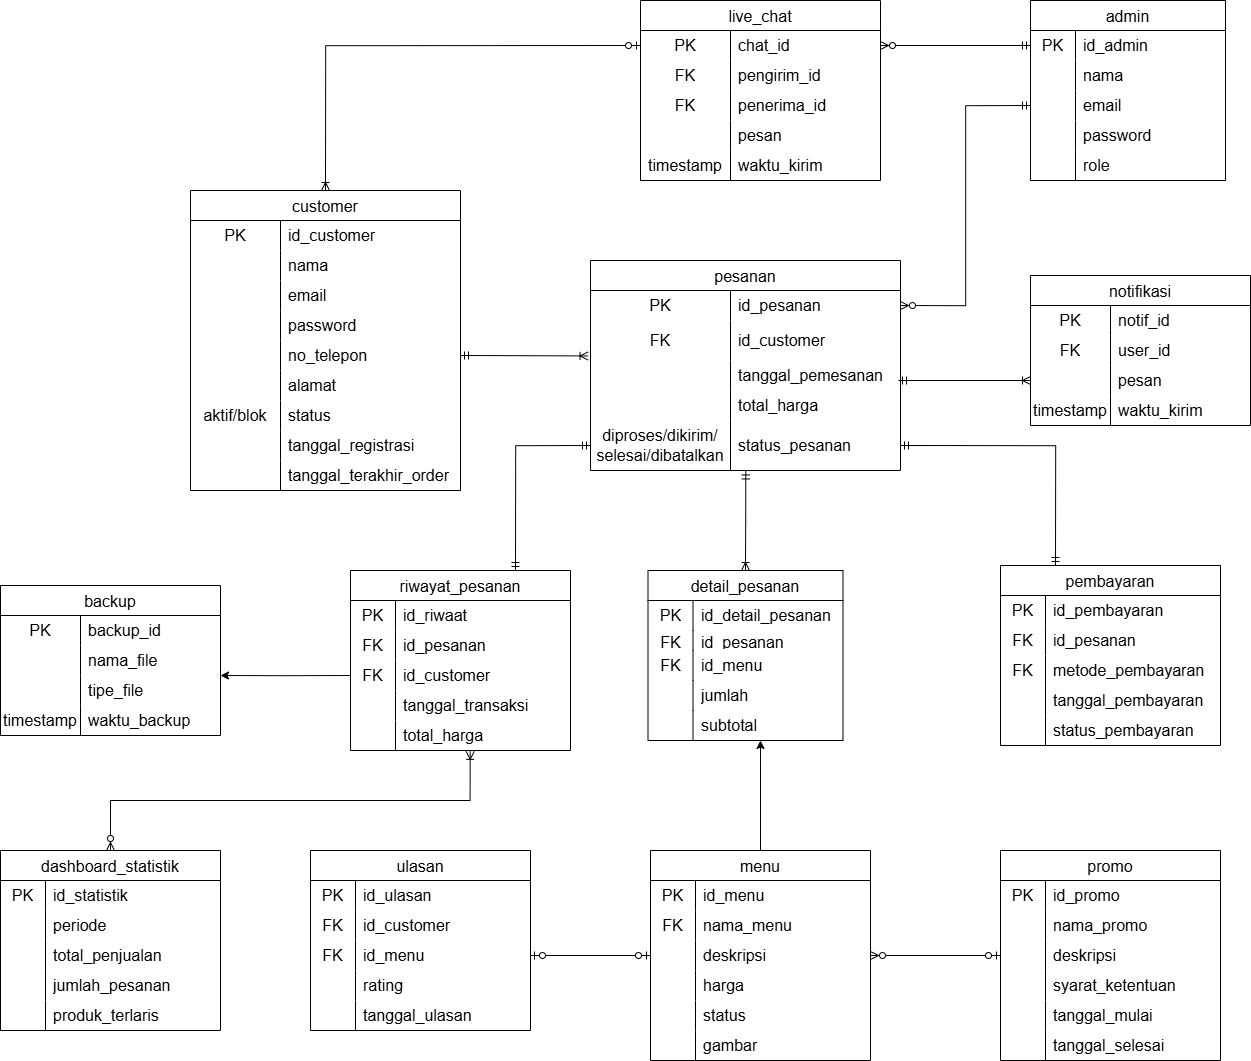 live_chat
PK chat_id
FK pengirim_id
FK penerima_id
pesan
timestamp waktu_kirim
admin
PK id_admin
nama
email
password
role
customer
PK id_customer
nama
email
password
no_telepon
alamat
aktif/blok status
tanggal_registrasi
tanggal_terakhir_order
pesanan
PK id_pesanan
FK id_customer
tanggal_pemesanan
total_harga
diproses/dikirim/
selesai/dibatalkan status_pesanan
notifikasi
PK notif_id
FK user_id
pesan
timestamp waktu_kirim
backup
PK backup_id
nama_file
tipe_file
timestamp waktu_backup
riwayat_pesanan
PK id_riwaat
FK id_pesanan
FK id_customer
tanggal_transaksi
total_harga
detail_pesanan
PK id_detail_pesanan
FK id_pesanan
FK id_menu
jumlah
subtotal
pembayaran
PK id_pembayaran
FK id_pesanan
FK metode_pembayaran
tanggal_pembayaran
status_pembayaran
dashboard_statistik
PK id_statistik
periode
total_penjualan
jumlah_pesanan
produk_terlaris
ulasan
PK id_ulasan
FK id_customer
FK id_menu
rating
tanggal_ulasan
menu
PK id_menu
FK nama_menu
deskripsi
harga
status
gambar
promo
PK id_promo
nama_promo
deskripsi
syarat_ketentuan
tanggal_mulai
tanggal_selesai